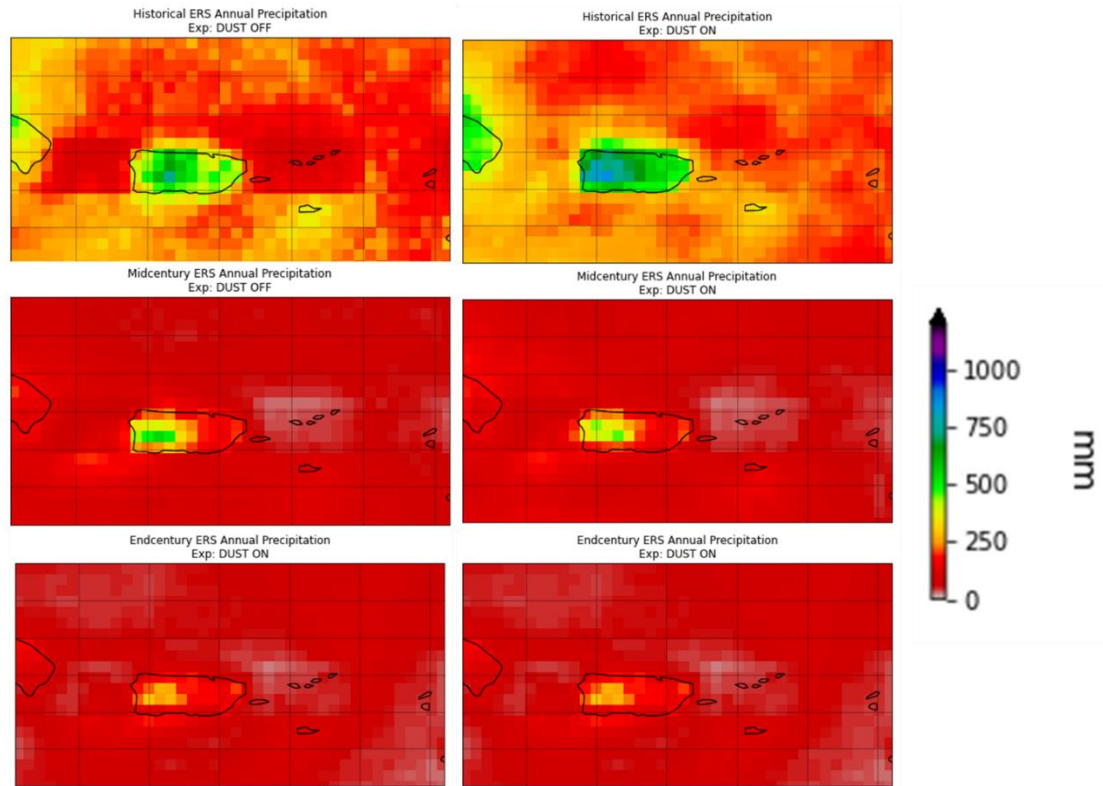 Historical ERS Annual Precipitation
Exp: DUST OFF
Historical ERS Annual Precipitation
Exp: DUST ON
Midcentury ERS Annual Precipitation
Exp: DUST OFF
Midcentury ERS Annual Precipitation
Exp: DUST ON
Endcentury ERS Annual Precipitation
Exp: DUST ON
Endcentury ERS Annual Precipitation
Exp: DUST ON
1000
750
500
250
0
mm